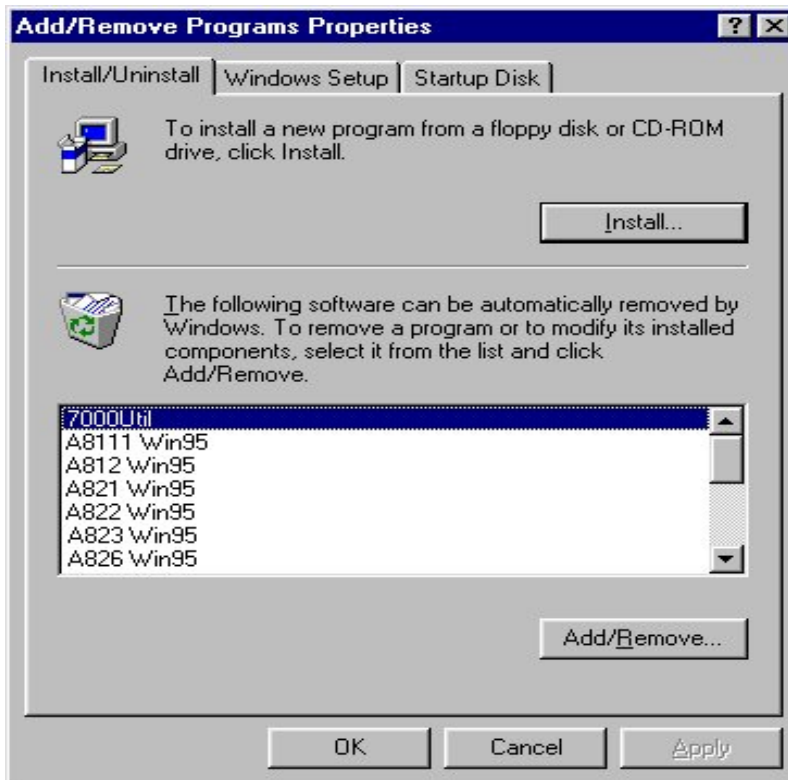 Add/Remove Programs Properties
Install/Uninstall
Windows Setup
Startup Disk
To install a new program from a floppy disk or CD-ROM
drive, click Install.
Install...
The following software can be automatically removed by
Windows. To remove a program or to modify its installed
components, select it from the list and click
Add/Remove.
7000Util
A8111 Win95
A812 Win95
A821 Win95
A822 Win95
A823 Win95
A826 Win95
Add/Remove...
OK
Cancel
Apply